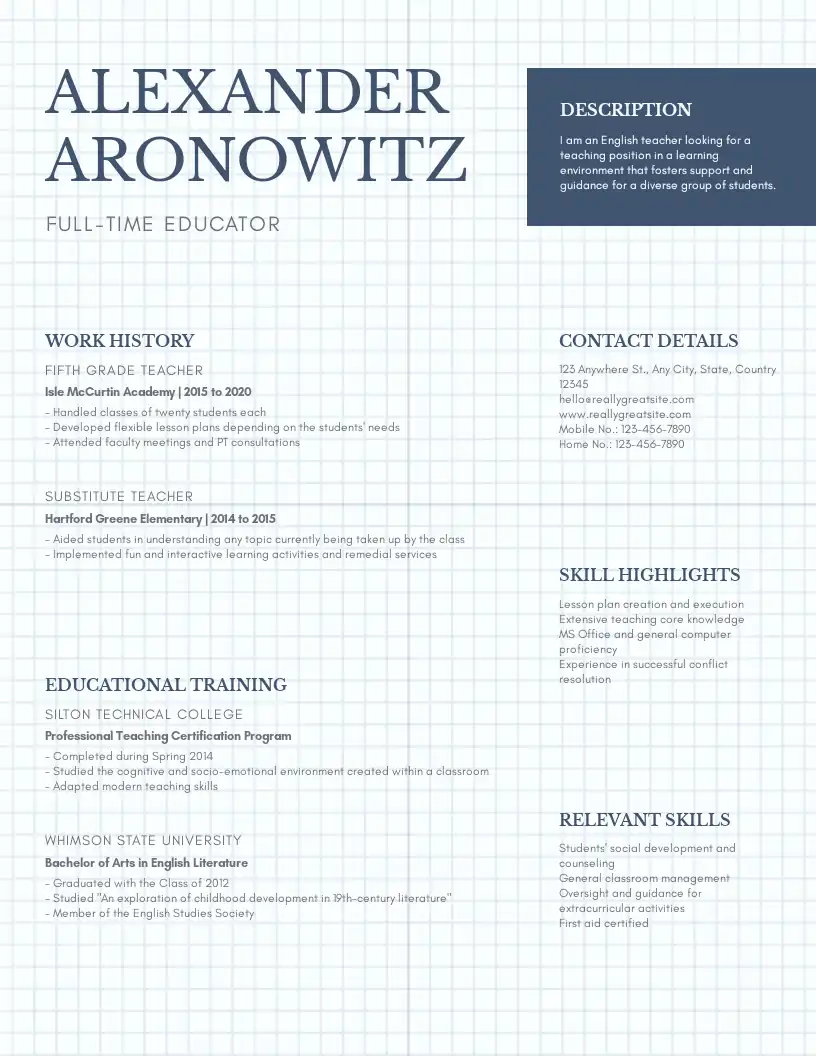 ALEXANDER
ARONOWITZ
FULL-TIME EDUCATOR
DESCRIPTION
I am an English teacher looking for a
teaching position in a learning
environment that fosters support and
guidance for a diverse group of students.
WORK HISTORY
FIFTH GRADE TEACHER
Isle McCurtin Academy | 2015 to 2020
- Handled classes of twenty students each
- Developed flexible lesson plans depending on the students' needs
- Attended faculty meetings and PT consultations
SUBSTITUTE TEACHER
Hartford Greene Elementary | 2014 to 2015
- Aided students in understanding any topic currently being taken up by the class
- Implemented fun and interactive learning activities and remedial services
EDUCATIONAL TRAINING
SILTON TECHNICAL COLLEGE
Professional Teaching Certification Program
- Completed during Spring 2014
- Studied the cognitive and socio-emotional environment created within a classroom
- Adapted modern teaching skills
WHIMSON STATE UNIVERSITY
Bachelor of Arts in English Literature
- Graduated with the Class of 2012
- Studied "An exploration of childhood development in 19th-century literature"
- Member of the English Studies Society
CONTACT DETAILS
123 Anywhere St., Any City, State, Country
12345
hello@reallygreatsite.com
www.reallygreatsite.com
Mobile No.: 123-456-7890
Home No.: 123-456-7890
SKILL HIGHLIGHTS
Lesson plan creation and execution
Extensive teaching core knowledge
MS Office and general computer
proficiency
Experience in successful conflict
resolution
RELEVANT SKILLS
Students' social development and
counseling
General classroom management
Oversight and guidance for
extracurricular activities
First aid certified